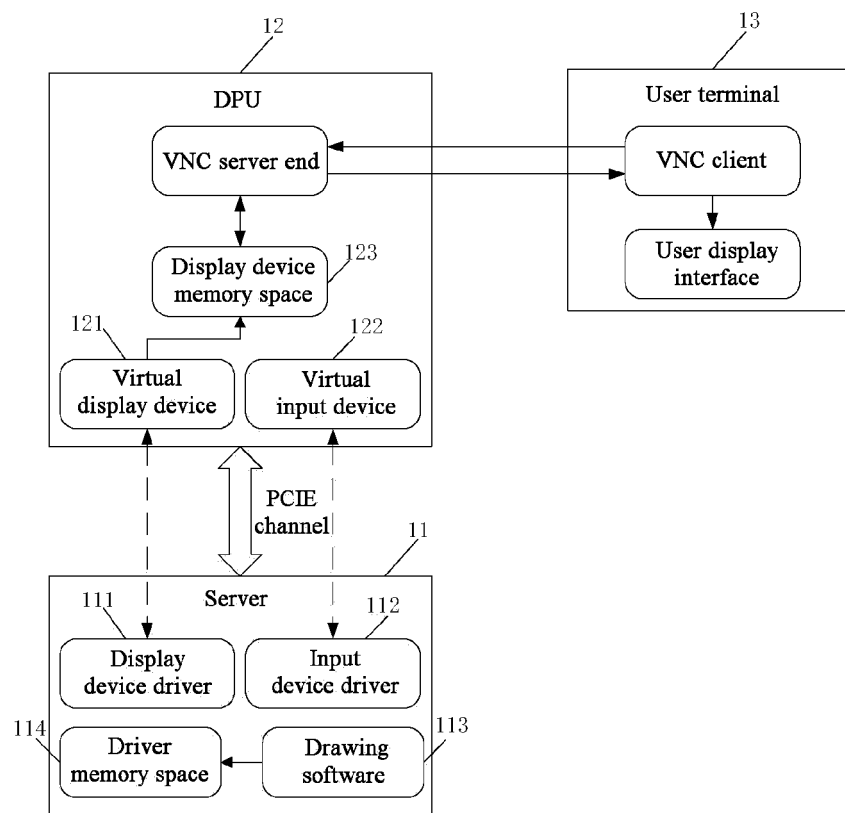 12
13
DPU
User terminal
VNC server end
VNC client
123
Display device
memory space
User display
interface
121
122
Virtual
display device
Virtual
input device
PCIE
channel
11
Server
111
112
Display
device driver
Input
device driver
114
113
Driver
memory space
Drawing
software